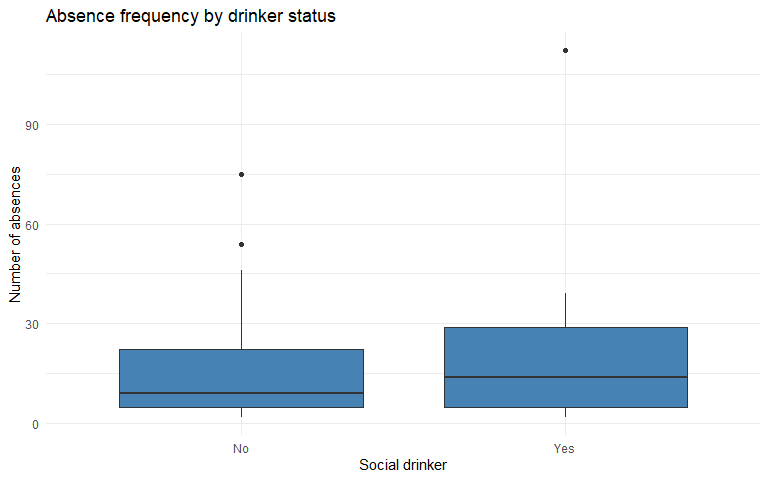 Absence frequency by drinker status
Number of absences
90
60
30
0
No
Yes
Social drinker